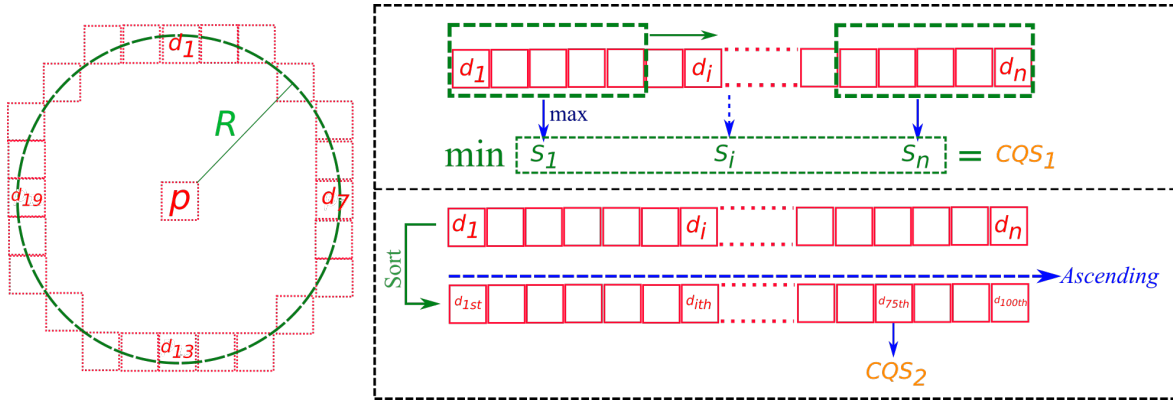 d1
R
p
d19
d7
d13
d1 di dn
max
min S1 Si Sn = CQS1
d1 di dn
Sort
Ascending
d1st dith d75th d100th
CQS2